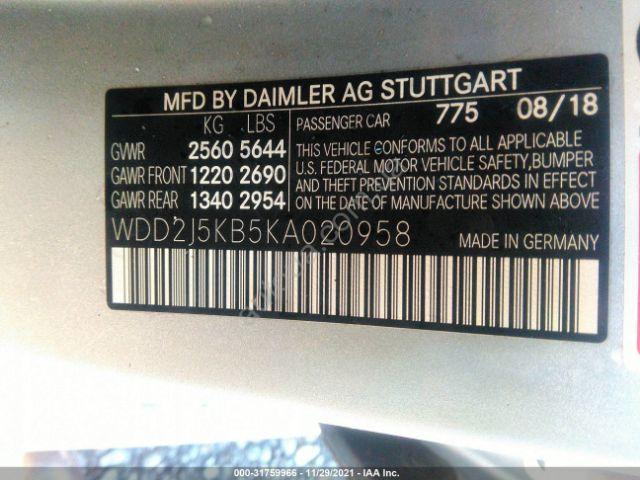 MFD BY DAIMLER AG STUTTGART
KG LBS PASSENGER CAR 775 08/18
GVWR 2560 5644
GAWR FRONT 1220 2690
GAWR REAR 1340 2954
THIS VEHICLE CONFORMS TO ALL APPLICABLE
U.S. FEDERAL MOTOR VEHICLE SAFETY, BUMPER
AND THEFT PREVENTION STANDARDS IN EFFECT
ON THE DATE OF MANUFACTURE SHOWN ABOVE
WDD2J5KB5KA020958 MADE IN GERMANY
000-31759966 - 11/29/2021 - IAA Inc.